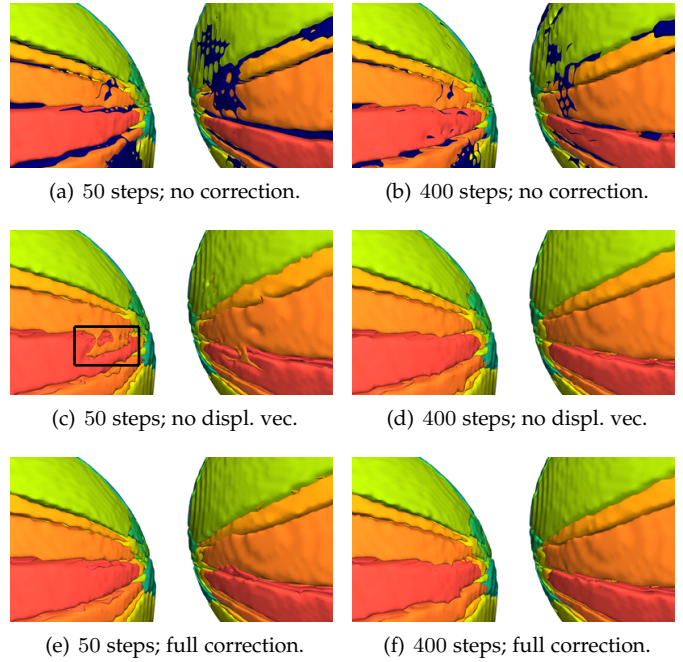 (a) 50 steps; no correction.
(b) 400 steps; no correction.
(c) 50 steps; no displ. vec.
(d) 400 steps; no displ. vec.
(e) 50 steps; full correction.
(f) 400 steps; full correction.